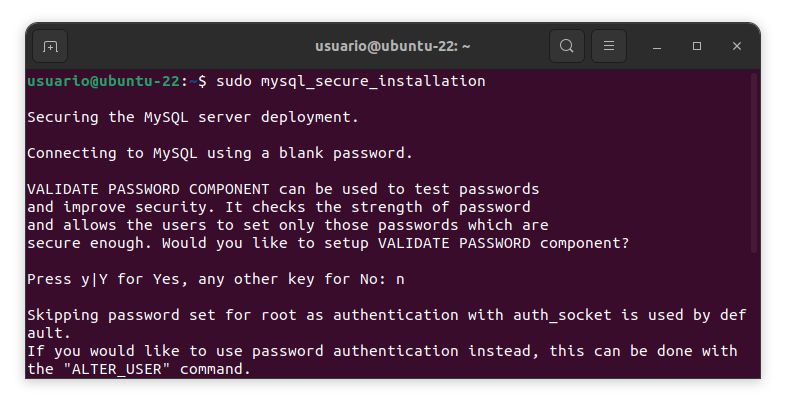 usuario@ubuntu-22: ~
usuario@ubuntu-22:~$ sudo mysql_secure_installation
Securing the MySQL server deployment.
Connecting to MySQL using a blank password.
VALIDATE PASSWORD COMPONENT can be used to test passwords
and improve security. It checks the strength of password
and allows the users to set only those passwords which are
secure enough. Would you like to setup VALIDATE PASSWORD component?
Press y|Y for Yes, any other key for No: n
Skipping password set for root as authentication with auth_socket is used by def
ault.
If you would like to use password authentication instead, this can be done with
the "ALTER_USER" command.